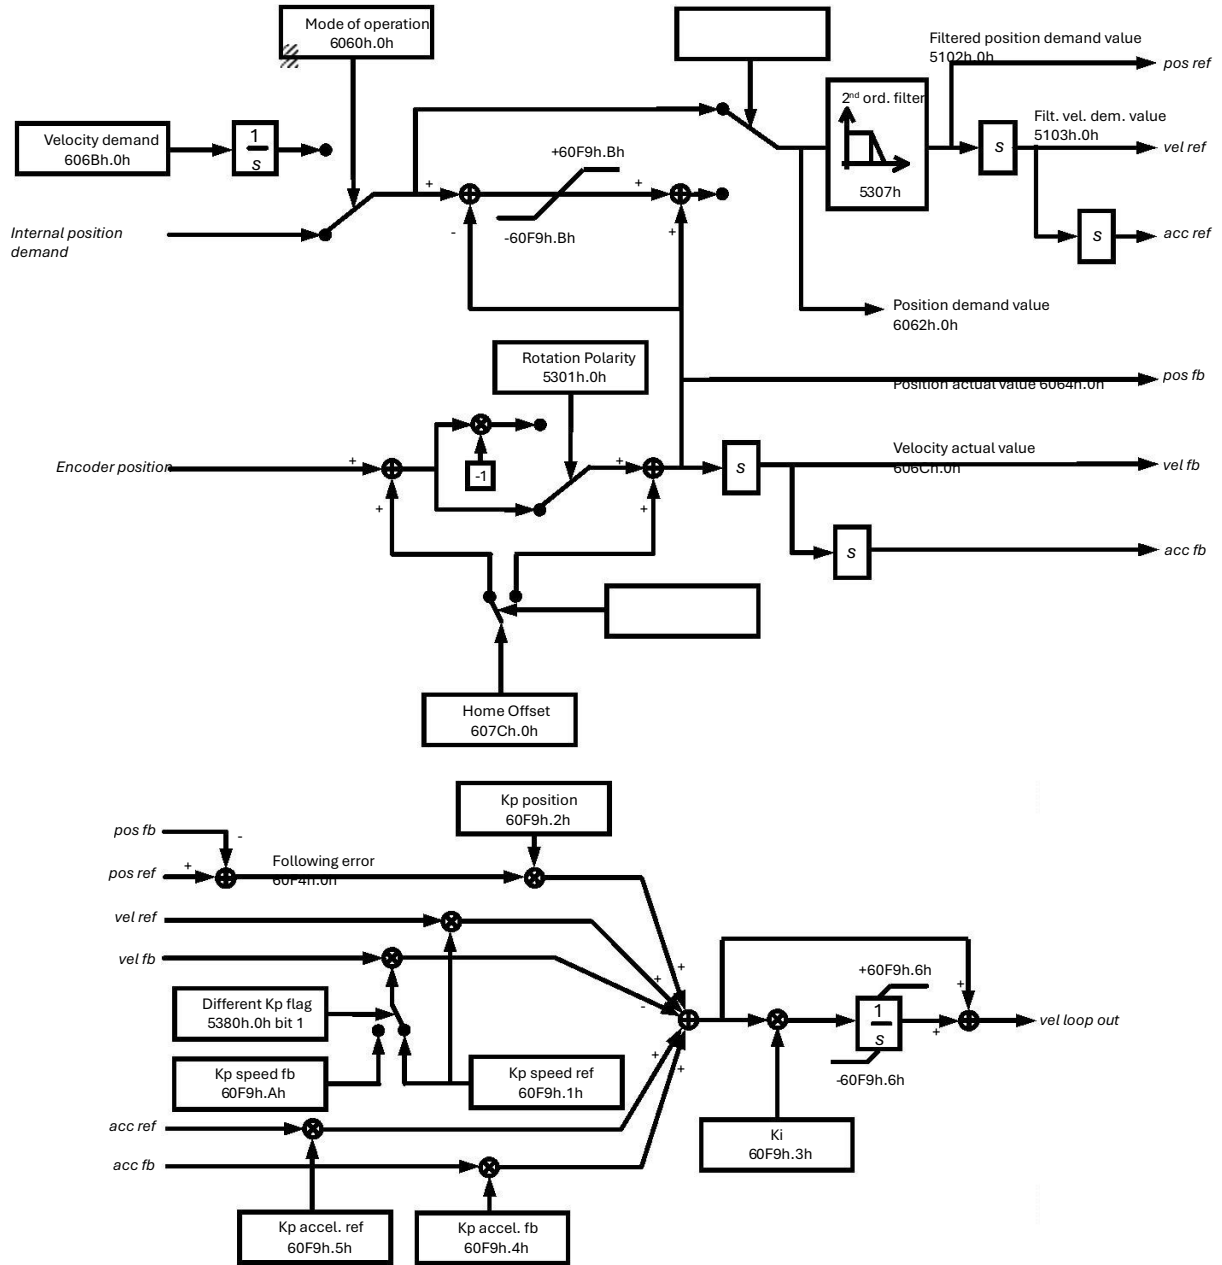 Mode of operation
6060h.0h
Filtered position demand value
5102h.0h
pos ref
2nd ord. filter
5307h
Filt. vel. dem. value
5103h.0h
s
vel ref
Velocity demand
606Bh.0h
1
s
+60F9h.Bh
+
+
-
-60F9h.Bh
+
Internal position
demand
s
acc ref
Position demand value
6062h.0h
Rotation Polarity
5301h.0h
pos fb
Position actual value 6064h.0h
Encoder position
+
-1
+
s
Velocity actual value
606Ch.0h
vel fb
+
+
s
acc fb
Home Offset
607Ch.0h
Kp position
60F9h.2h
pos fb
-
pos ref
+
Following error
60F4h.0h
vel ref
vel fb
+
+
-
+60F9h.6h
+
Different Kp flag
5380h.0h bit 1
1
s
+
vel loop out
+
+
-60F9h.6h
Kp speed fb
60F9h.Ah
Kp speed ref
60F9h.1h
acc ref
Ki
60F9h.3h
acc fb
Kp accel. ref
60F9h.5h
Kp accel. fb
60F9h.4h